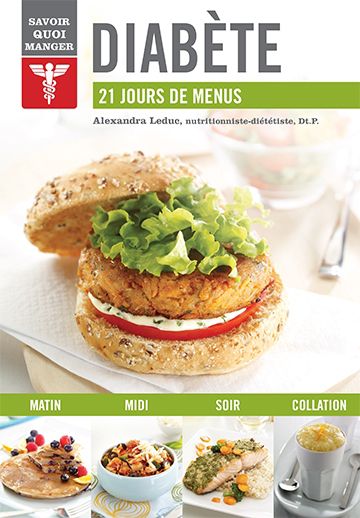 SAVOIR
QUOI
MANGER
DIABÈTE
21 JOURS DE MENUS
Alexandra Leduc, nutritionniste-diététiste, Dt.P.
MATIN
MIDI
SOIR
COLLATION